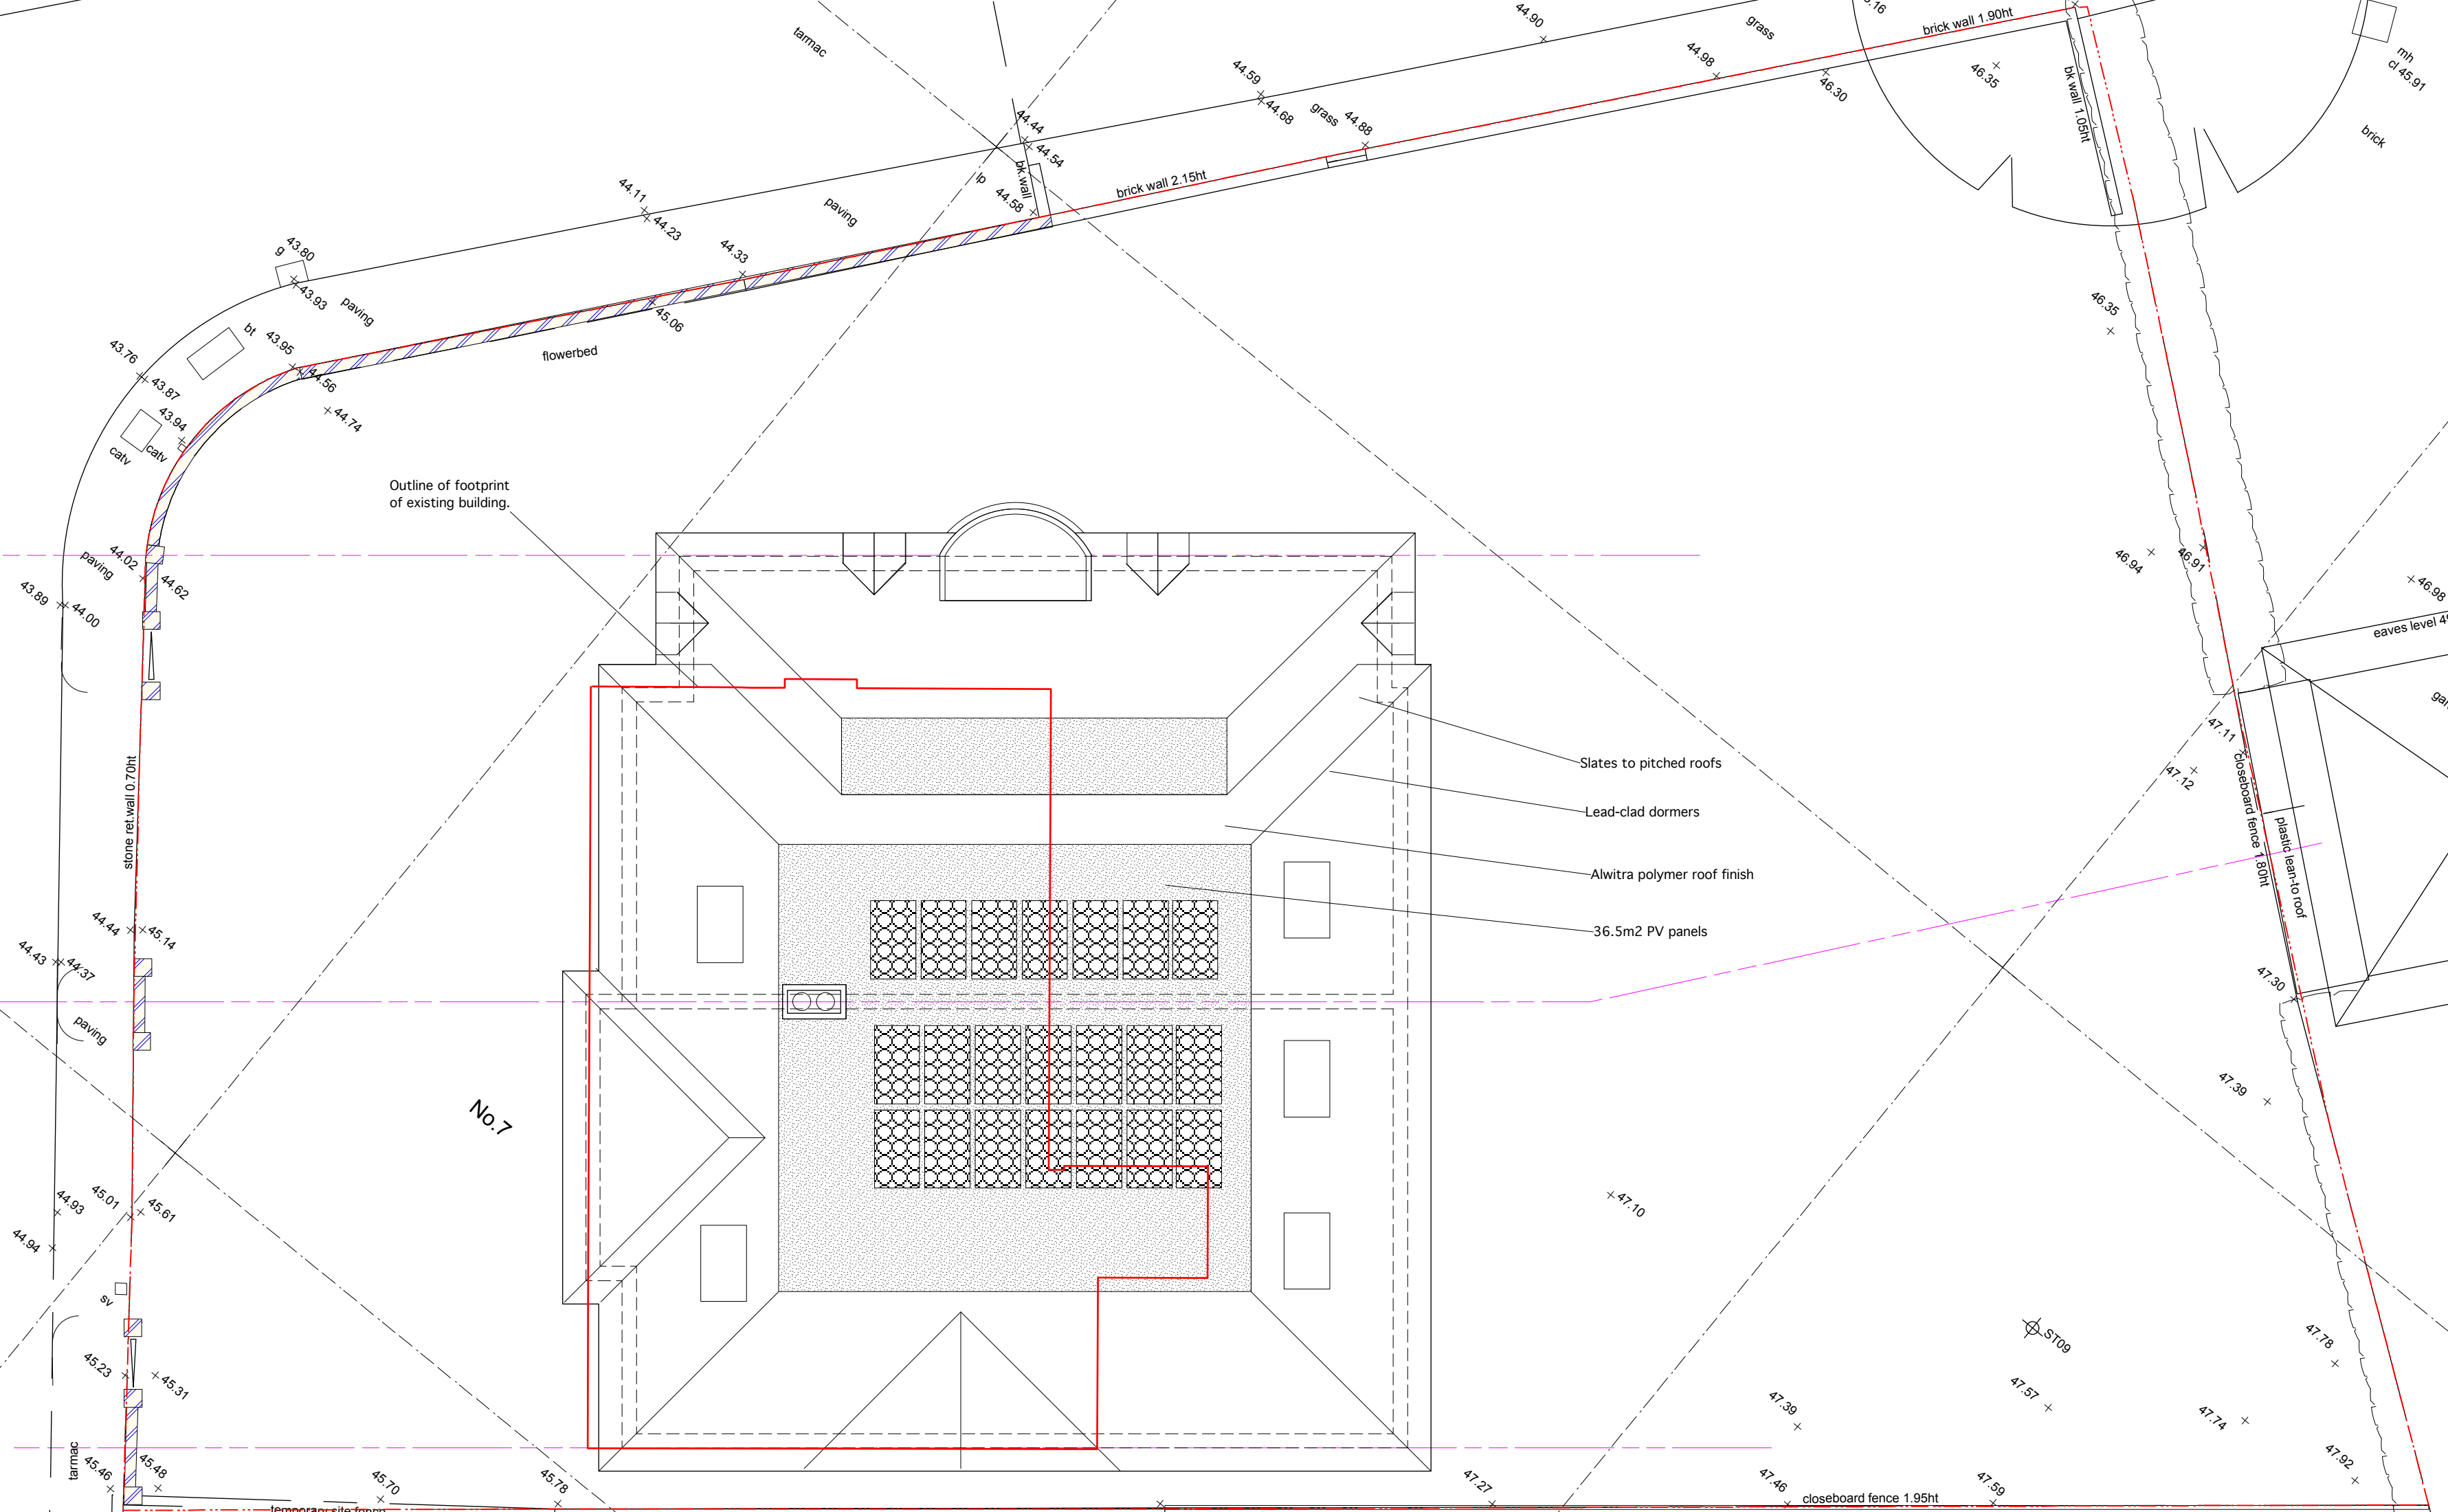 tarmac
44.90
grass
brick wall 1.90ht
44.98
46.30
46.35
bk wall 1.05ht
mh
cl 45.91
brick
44.59
44.68
grass
44.88
44.44
44.54
bk.wall
lp
44.58
brick wall 2.15ht
44.11
44.23
paving
44.33
g
43.80
43.93
paving
bt
43.95
44.56
45.06
flowerbed
44.74
43.76
43.87
43.94
catv
catv
46.35
Outline of footprint
of existing building.
44.02
paving
44.62
43.89
44.00
46.94
46.91
46.98
eaves level 4
47.11
47.12
closeboard fence 1.80ht
plastic lean-to roof
stone ret.wall 0.70ht
Slates to pitched roofs
Lead-clad dormers
Alwitra polymer roof finish
36.5m2 PV panels
44.44
45.14
44.43
44.37
paving
47.30
No.7
47.39
47.10
44.93
45.01
45.61
44.94
sv
ST09
47.78
45.23
45.31
47.39
47.57
47.74
tarmac
45.46
45.48
45.70
45.78
47.27
47.46
47.59
47.92
temporary site fence
closeboard fence 1.95ht